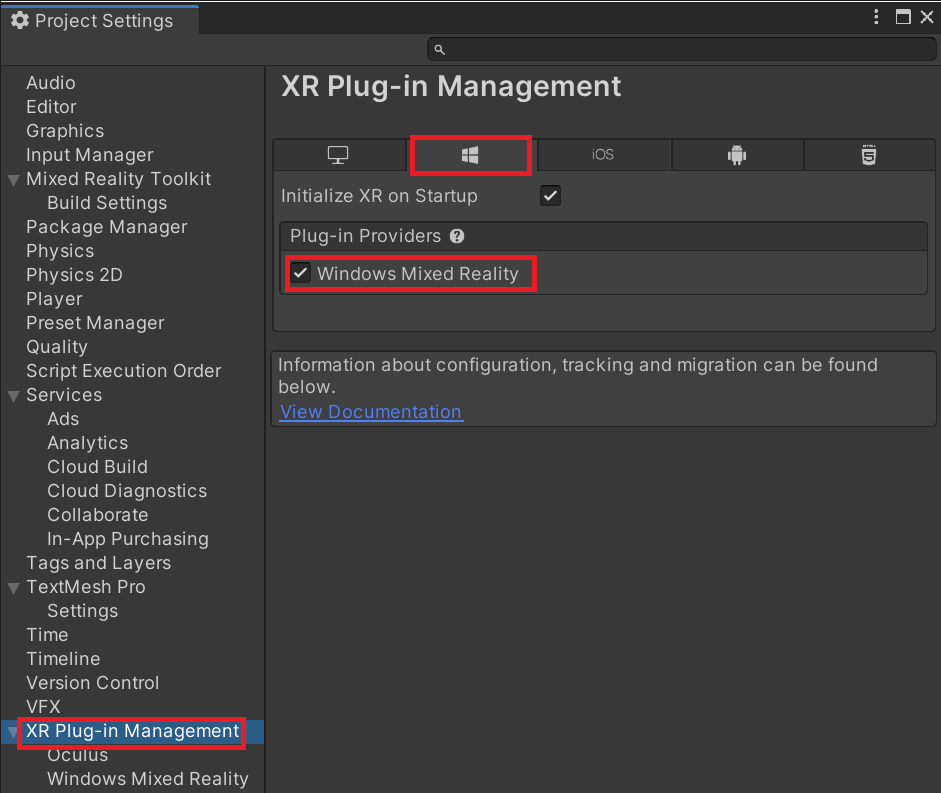 Project Settings
Audio
Editor
Graphics
Input Manager
Mixed Reality Toolkit
Build Settings
Package Manager
Physics
Physics 2D
Player
Preset Manager
Quality
Script Execution Order
Services
Ads
Analytics
Cloud Build
Cloud Diagnostics
Collaborate
In-App Purchasing
Tags and Layers
TextMesh Pro
Settings
Time
Timeline
Version Control
VFX
XR Plug-in Management
Oculus
Windows Mixed Reality
XR Plug-in Management
iOS
HTML
5
Initialize XR on Startup
Plug-in Providers ?
Windows Mixed Reality
Information about configuration, tracking and migration can be found
below.
View Documentation